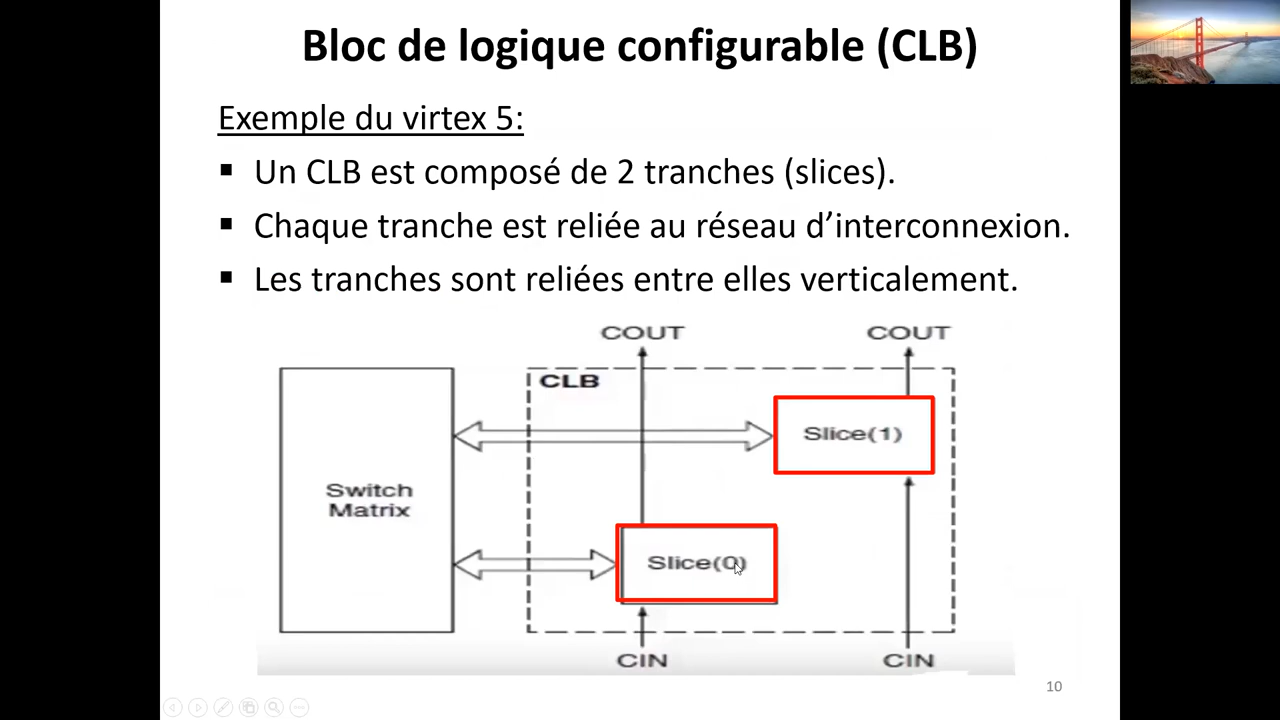 Bloc de logique configurable (CLB)
Exemple du virtex 5:
▪ Un CLB est composé de 2 tranches (slices).
▪ Chaque tranche est reliée au réseau d’interconnexion.
▪ Les tranches sont reliées entre elles verticalement.
COUT COUT
CLB
Slice(1)
Switch
Matrix
Slice(0)
CIN CIN
10